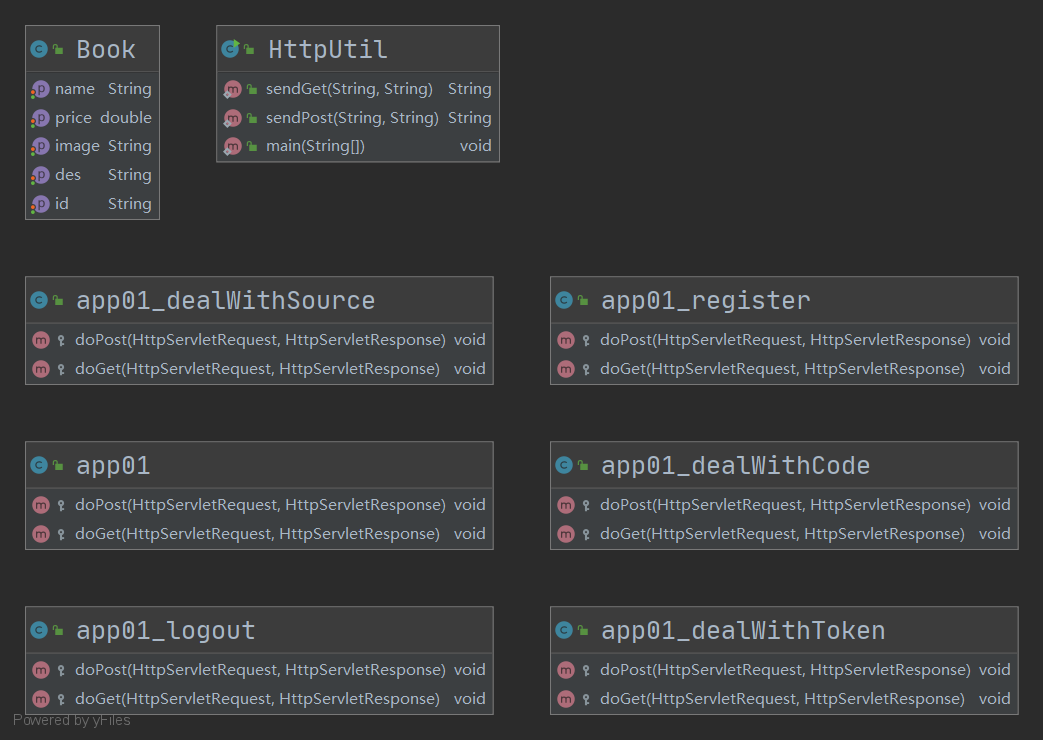 Book
name String
price double
image String
des String
id String
HttpUtil
sendGet(String, String) String
sendPost(String, String) String
main(String[]) void
app01_dealWithSource
doPost(HttpServletRequest, HttpServletResponse) void
doGet(HttpServletRequest, HttpServletResponse) void
app01_register
doPost(HttpServletRequest, HttpServletResponse) void
doGet(HttpServletRequest, HttpServletResponse) void
app01
doPost(HttpServletRequest, HttpServletResponse) void
doGet(HttpServletRequest, HttpServletResponse) void
app01_dealWithCode
doPost(HttpServletRequest, HttpServletResponse) void
doGet(HttpServletRequest, HttpServletResponse) void
app01_logout
doPost(HttpServletRequest, HttpServletResponse) void
doGet(HttpServletRequest, HttpServletResponse) void
app01_dealWithToken
doPost(HttpServletRequest, HttpServletResponse) void
doGet(HttpServletRequest, HttpServletResponse) void
Powered by yFiles